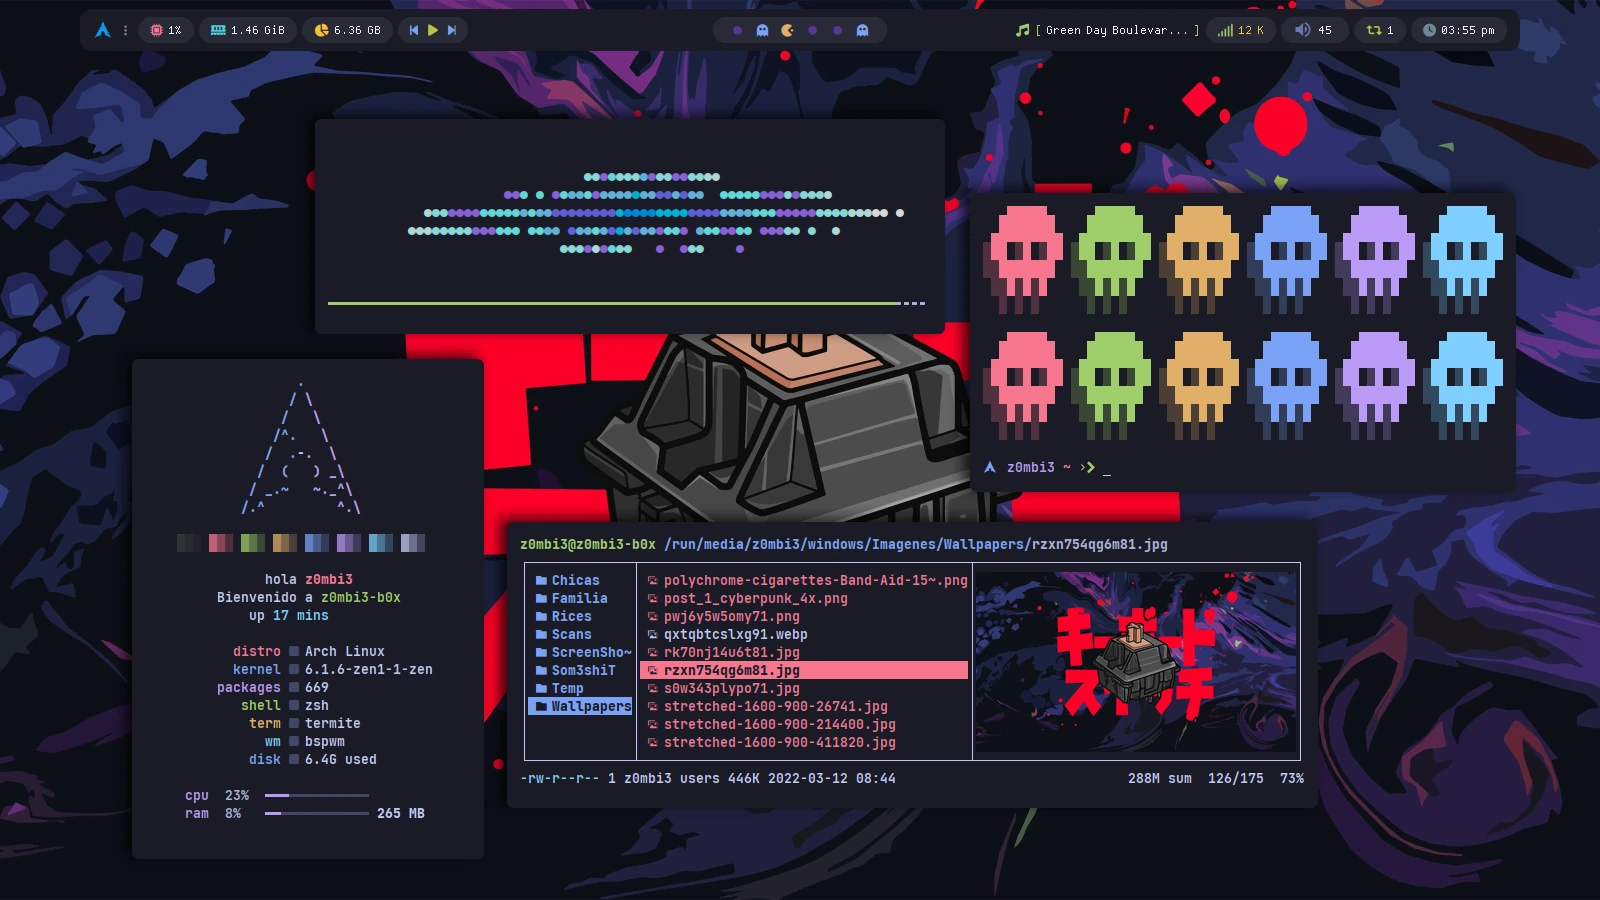 1% 1.46 GiB 6.36 GB [ Green Day Boulevar... ] 12 K 45 1 03:55 pm
z0mbi3 ~
hola z0mbi3
Bienvenido a z0mbi3-b0x
up 17 mins
distro Arch Linux
kernel 6.1.6-zen1-1-zen
packages 669
shell zsh
term termite
wm bspwm
disk 6.4G used
cpu 23%
ram 8% 265 MB
z0mbi3@z0mbi3-b0x /run/media/z0mbi3/windows/Imagenes/Wallpapers/rzxn754qg6m81.jpg
Chicas
Familia
Rices
Scans
ScreenSho~
Som3ShiT
Temp
Wallpapers
polychrome-cigarettes-Band-Aid-15~.png
post_1_cyberpunk_4x.png
pwj6y5w5omy71.png
qxtqbtcslxg91.webp
rk70nj14u6t81.jpg
rzxn754qg6m81.jpg
s0w343plypo71.jpg
stretched-1600-900-26741.jpg
stretched-1600-900-214400.jpg
stretched-1600-900-411820.jpg
キーボード
スイッチ
-rw-r--r-- 1 z0mbi3 users 446K 2022-03-12 08:44 288M sum 126/175 73%